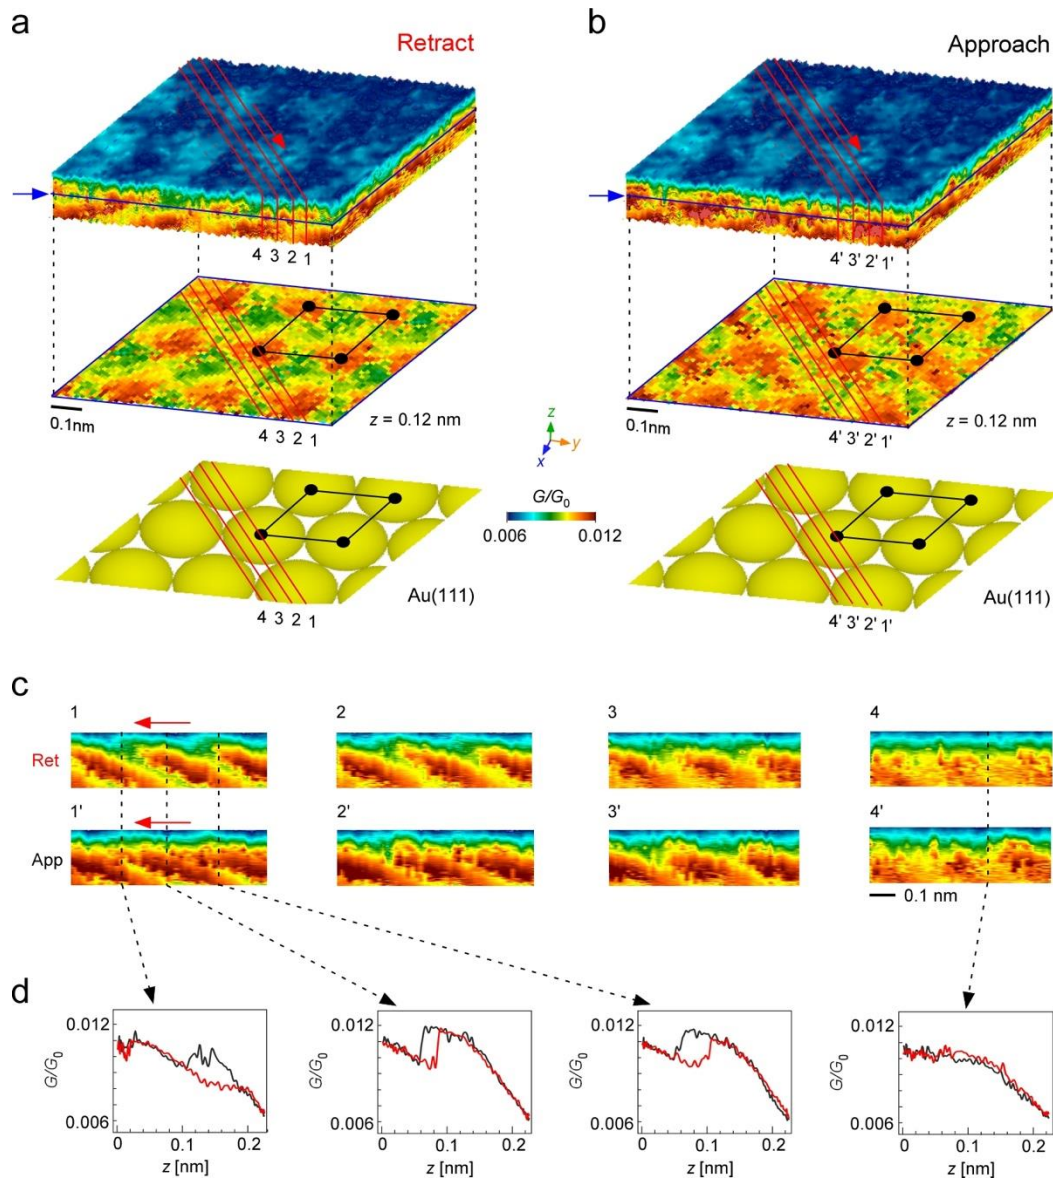 a
Retract
4 3 2 1
0.1nm
z = 0.12 nm
4 3 2 1
Au(111)
4 3 2 1
b
Approach
4' 3' 2' 1'
0.1nm
z = 0.12 nm
4' 3' 2' 1'
Au(111)
4' 3' 2' 1'
z
y
x
G/G0
0.006 0.012
c
1 2 3 4
Ret
1' 2' 3' 4'
App
0.1 nm
d
0.012
G/G0
0.006
0 0.1 0.2
z [nm]
0.012
G/G0
0.006
0 0.1 0.2
z [nm]
0.012
G/G0
0.006
0 0.1 0.2
z [nm]
0.012
G/G0
0.006
0 0.1 0.2
z [nm]